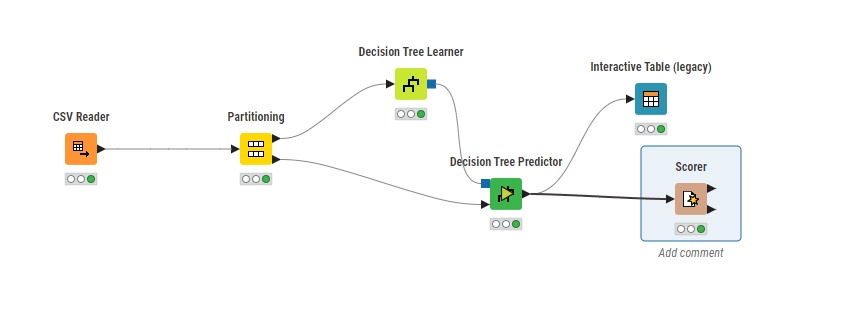 Decision Tree Learner
Interactive Table (legacy)
CSV Reader
Partitioning
Decision Tree Predictor
Scorer
Add comment